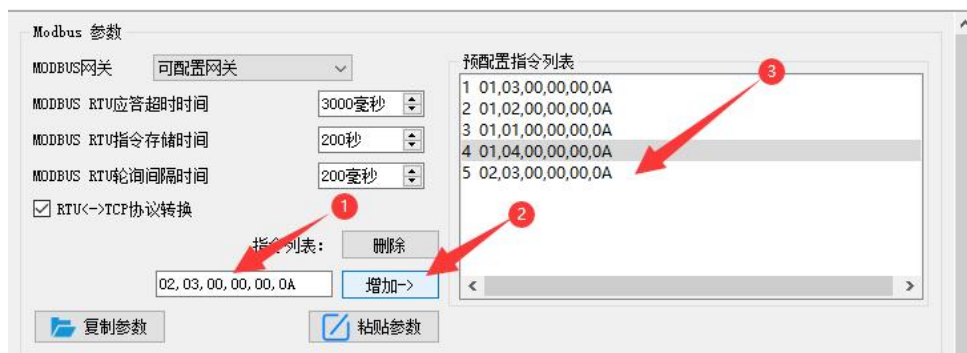 Modbus 参数
MODBUS网关 可配置网关
MODBUS RTU应答超时时间 3000毫秒
MODBUS RTU指令存储时间 200秒
MODBUS RTU轮询间隔时间 200毫秒
RTU<->TCP协议转换
1
指令列表: 删除
2
02,03,00,00,00,0A 增加->
复制参数 粘贴参数
预配置指令列表
3
1 01,03,00,00,00,0A
2 01,02,00,00,00,0A
3 01,01,00,00,00,0A
4 01,04,00,00,00,0A
5 02,03,00,00,00,0A